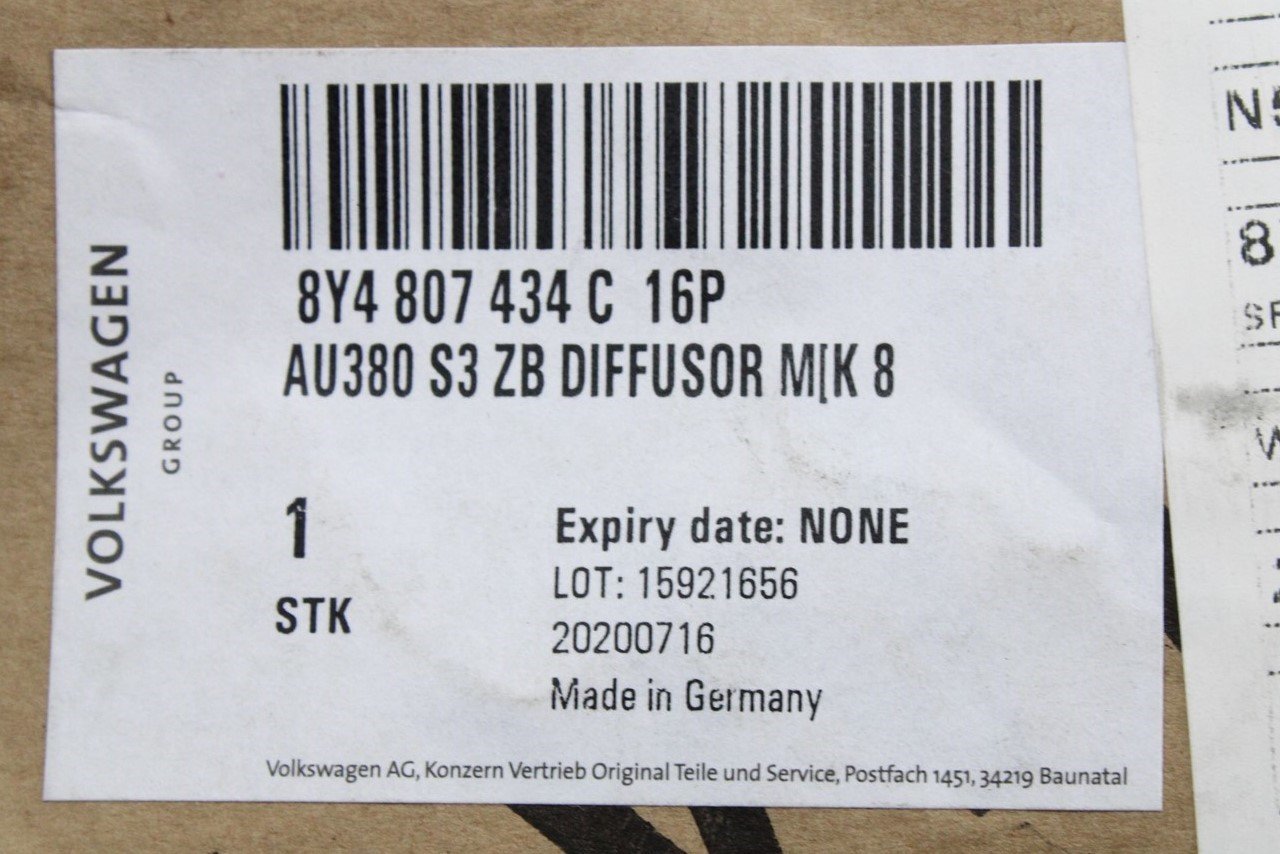 VOLKSWAGEN
GROUP
8Y4 807 434 C 16P
AU380 S3 ZB DIFFUSOR M[K 8
1
STK
Expiry date: NONE
LOT: 15921656
20200716
Made in Germany
Volkswagen AG, Konzern Vertrieb Original Teile und Service, Postfach 1451, 34219 Baunatal
8